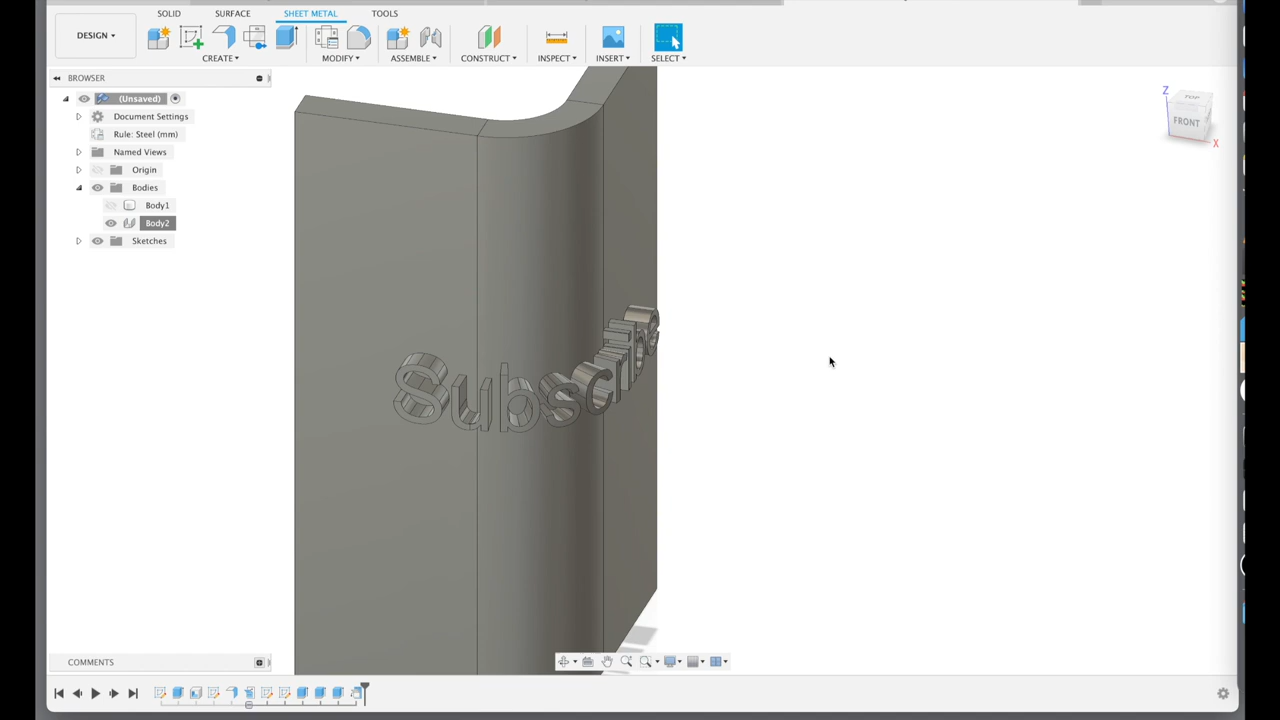 SOLID SURFACE SHEET METAL TOOLS
DESIGN
CREATE MODIFY ASSEMBLE CONSTRUCT INSPECT INSERT SELECT
BROWSER
(Unsaved)
Document Settings
Rule: Steel (mm)
Named Views
Origin
Bodies
Body1
Body2
Sketches
Z
TOP
FRONT
X
Subscribe
COMMENTS